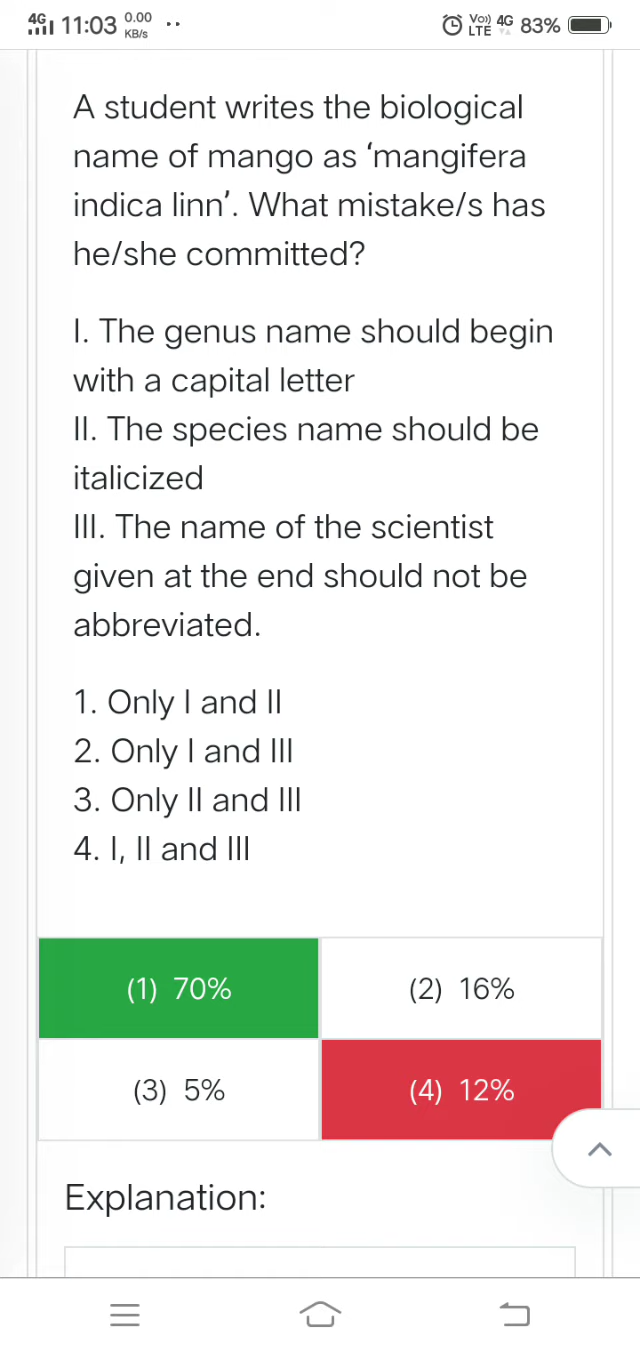 4G 11:03 0.00 KB/s ·· Vo)) LTE 4G 83%
A student writes the biological
name of mango as ‘mangifera
indica linn’. What mistake/s has
he/she committed?
I. The genus name should begin
with a capital letter
II. The species name should be
italicized
III. The name of the scientist
given at the end should not be
abbreviated.
1. Only I and II
2. Only I and III
3. Only II and III
4. I, II and III
(1) 70% (2) 16%
(3) 5% (4) 12%
Explanation: